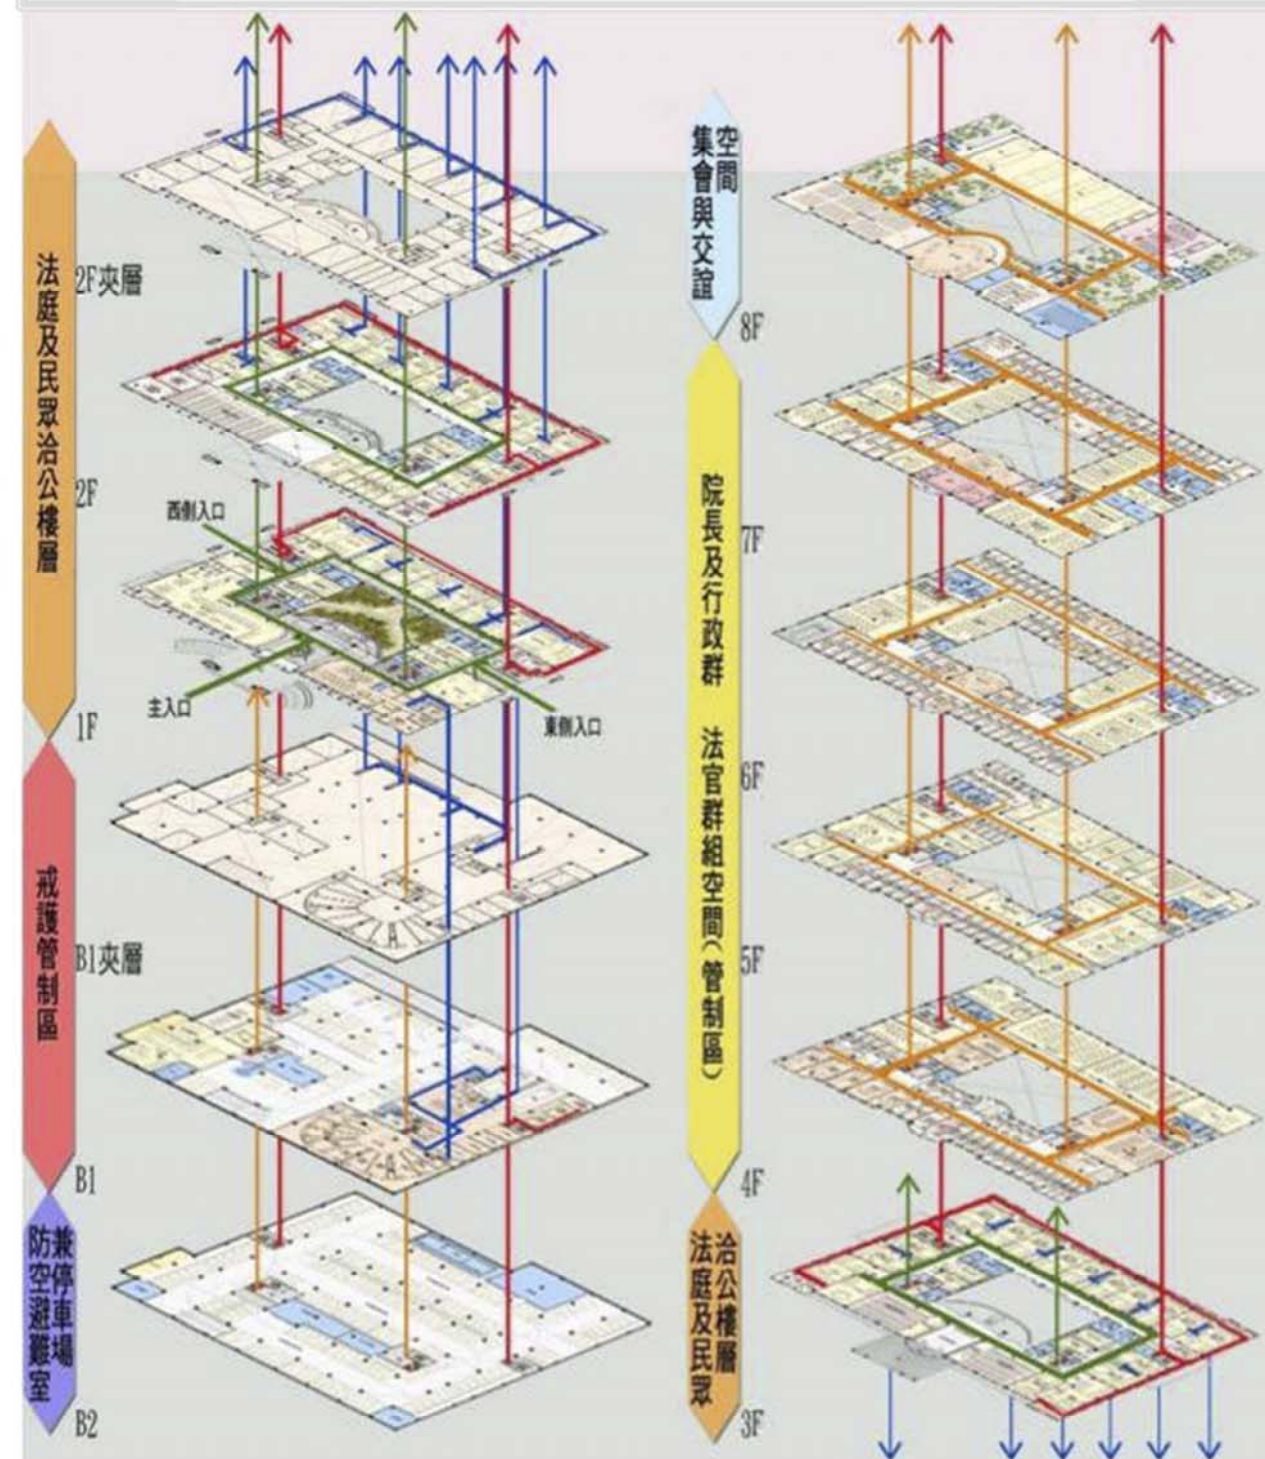 法庭及民眾洽公樓層
2F夾層
2F
西側入口
主入口
東側入口
1F
戒護管制區
B1夾層
B1
防空避難室
兼停車場
B2
集會與交誼
空間
8F
院長及行政群 法官群組空間(管制區)
7F
6F
5F
4F
法庭及民眾
洽公樓層
3F